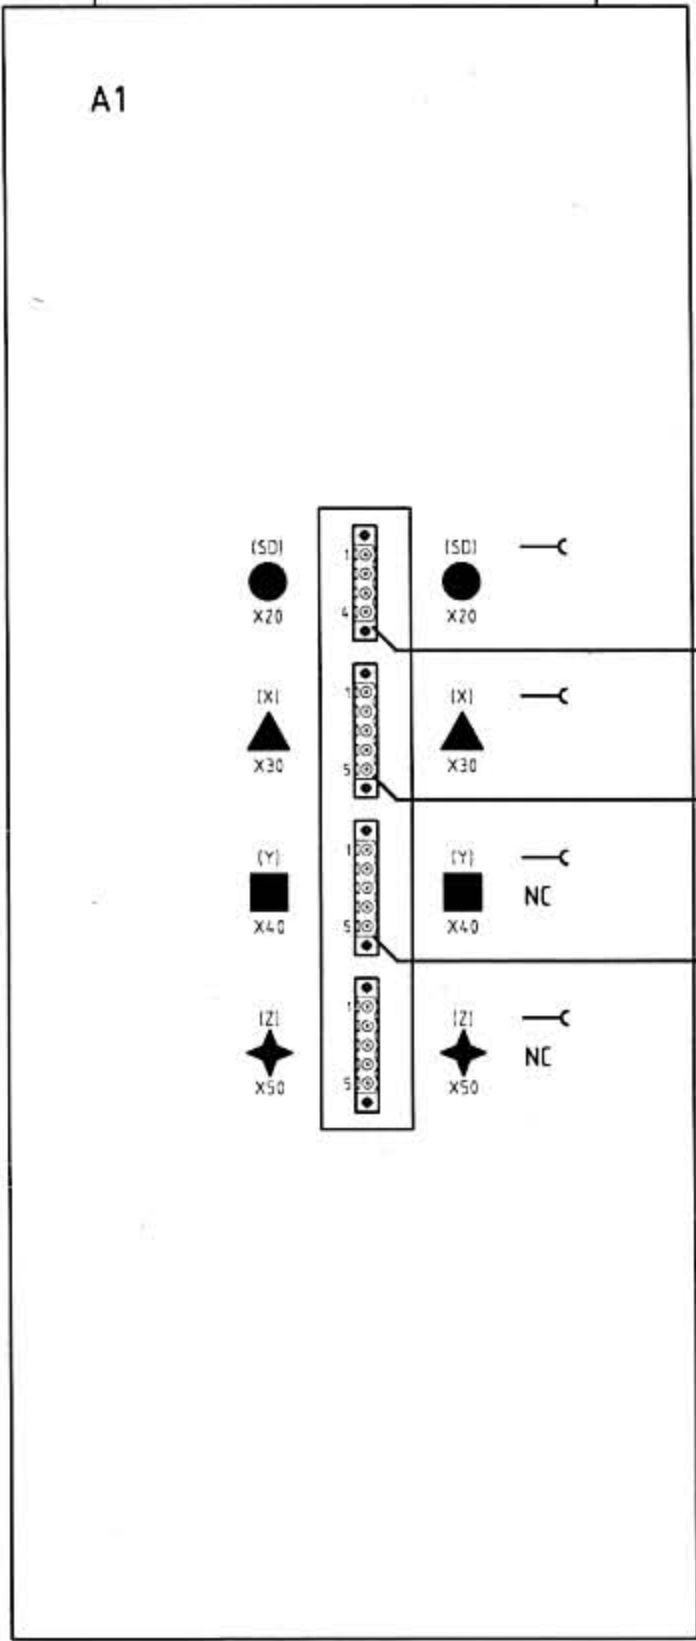 A1
(SD) 1 (SD)
X20 4 X20
(X) 1 (X)
X30 5 X30
(Y) 1 (Y)
NC
X40 5 X40
(Z) 1 (Z)
NC
X50 5 X50